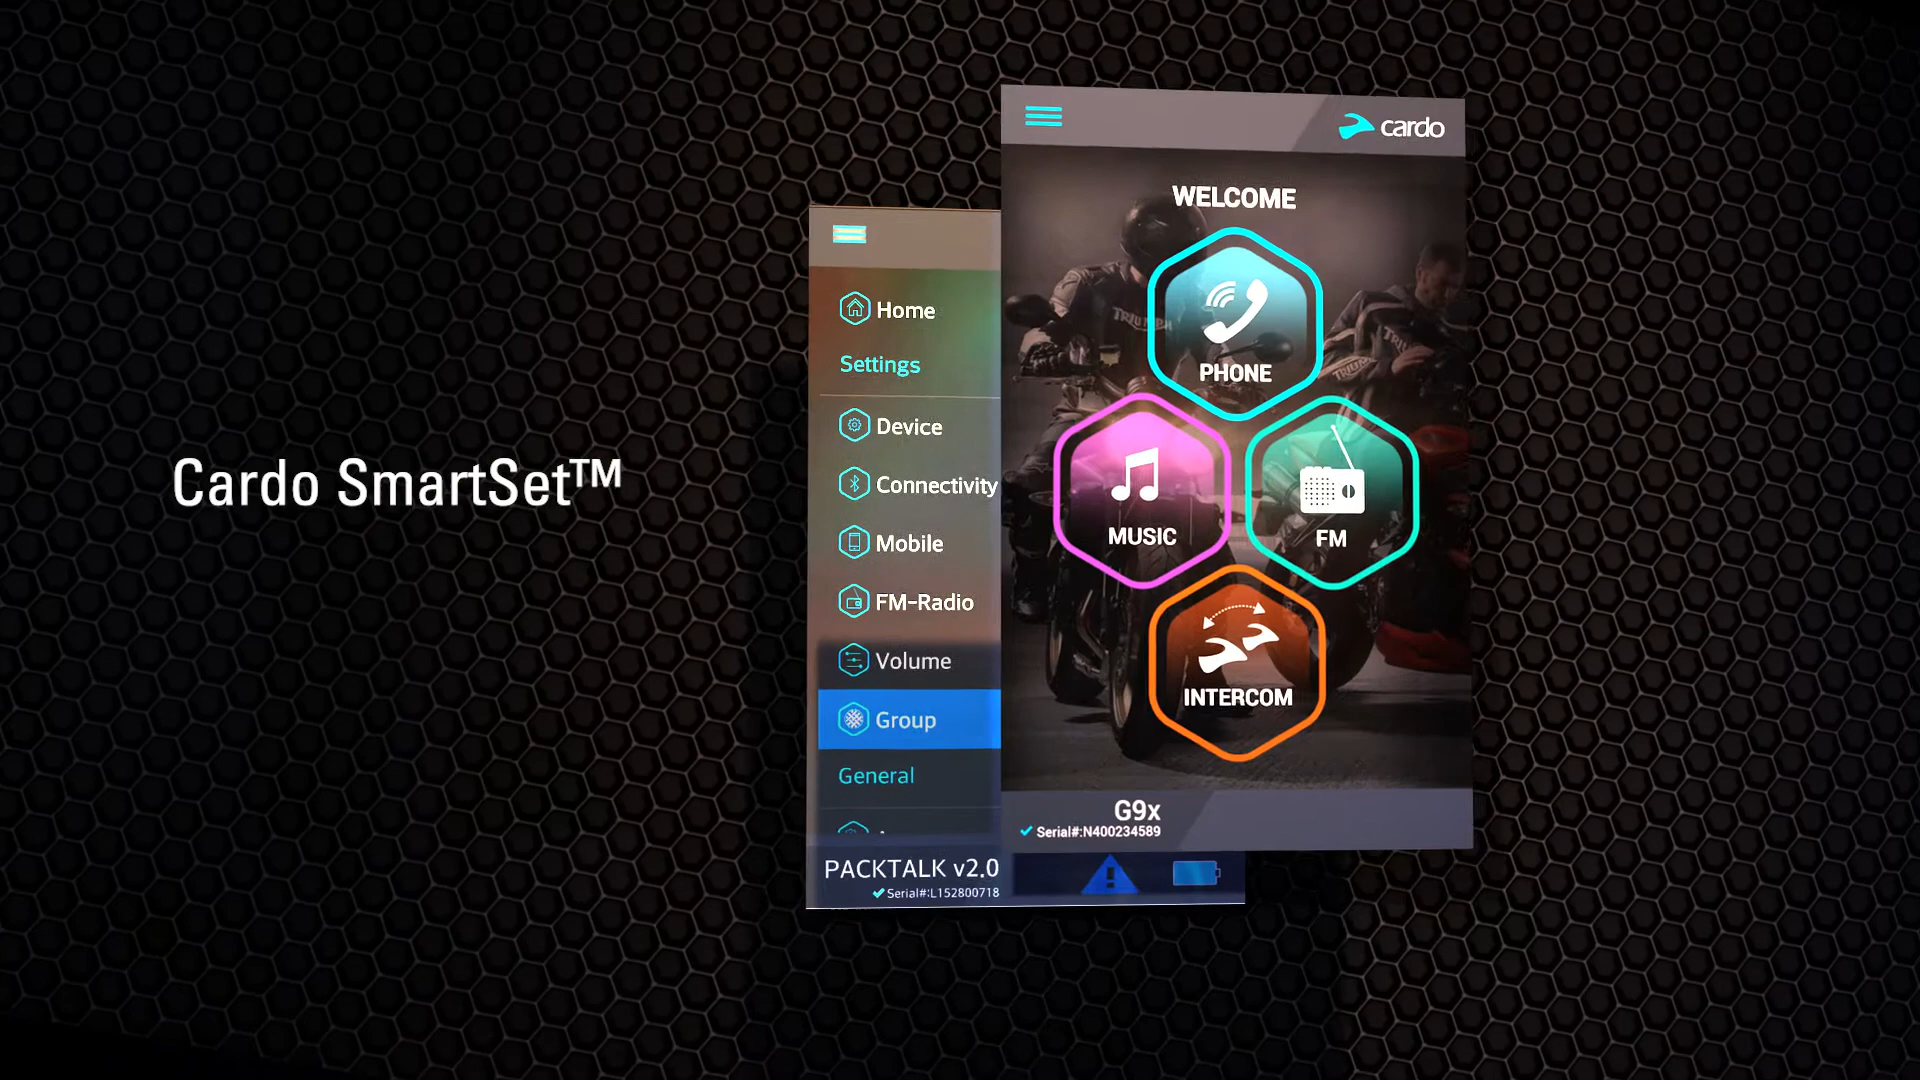 Cardo SmartSet™
Home
Settings
Device
Connectivity
Mobile
FM-Radio
Volume
Group
General
PACKTALK v2.0
Serial#:L152800718
cardo
WELCOME
TRIUMPH
PHONE
MUSIC
FM
INTERCOM
G9x
Serial#:N400234589